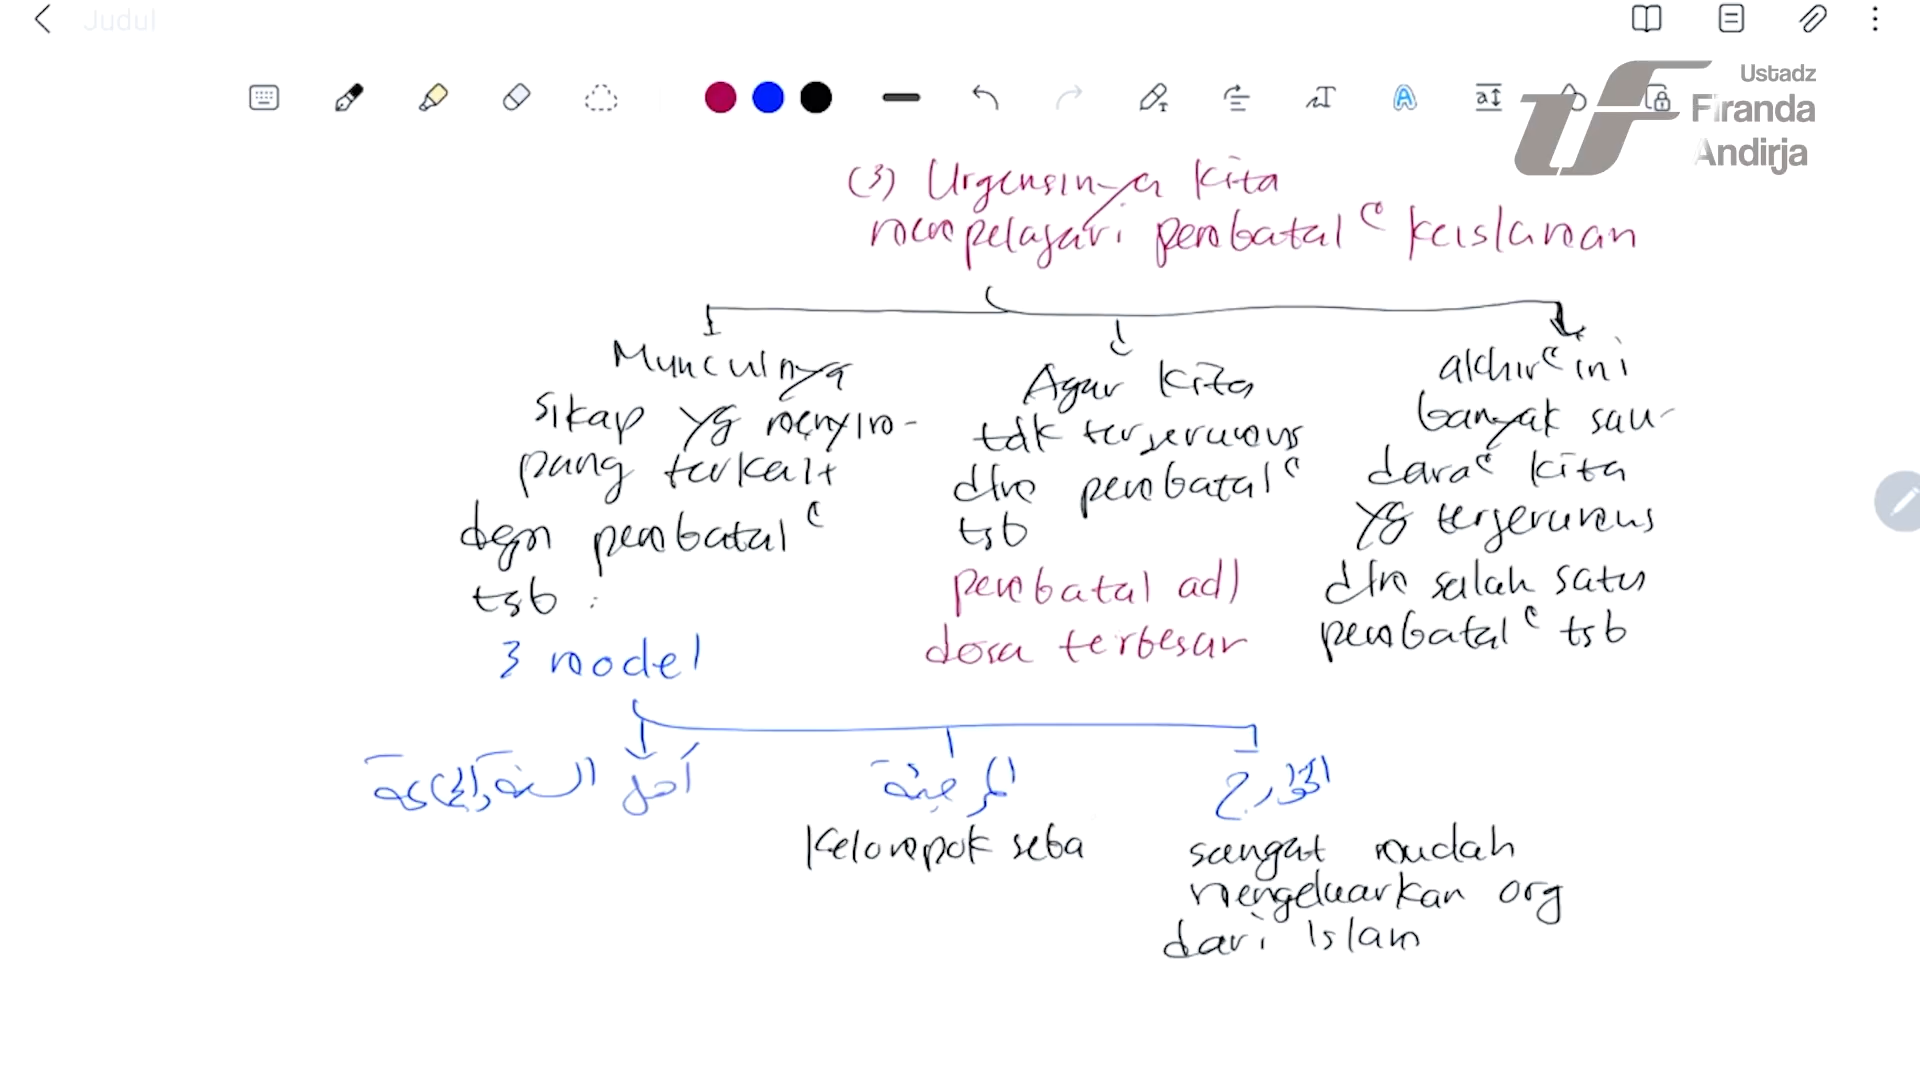 Judul
Ustadz
Firanda
Andirja
(3) Urgensinya kita
mempelajari pembatal² keislaman
Munculnya
sikap yg menyim-
pang terkait
dgn pembatal²
tsb :
3 model
Agar kita
tdk terjerumus
dlm pembatal²
tsb
pembatal adl
dosa terbesar
akhir² ini
banyak sau-
dara² kita
yg terjerumus
dlm salah satu
pembatal² tsb
أهل السنة والجماعة
المرجئة
الخوارج
Kelompok seba
sangat mudah
mengeluarkan org
dari Islam